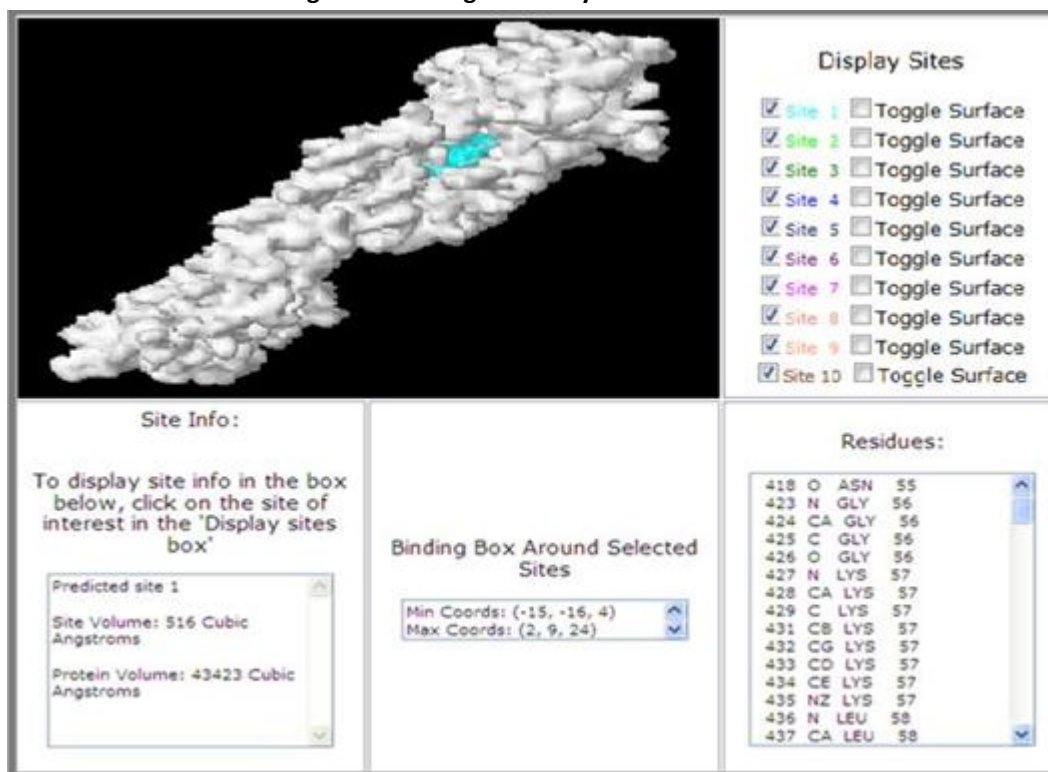 Display Sites
Site 1 Toggle Surface
Site 2 Toggle Surface
Site 3 Toggle Surface
Site 4 Toggle Surface
Site 5 Toggle Surface
Site 6 Toggle Surface
Site 7 Toggle Surface
Site 8 Toggle Surface
Site 9 Toggle Surface
Site 10 Toggle Surface
Site Info:
To display site info in the box
below, click on the site of
interest in the 'Display sites
box'
Predicted site 1
Site Volume: 516 Cubic
Angstroms
Protein Volume: 43423 Cubic
Angstroms
Binding Box Around Selected
Sites
Min Coords: (-15, -16, 4)
Max Coords: (2, 9, 24)
Residues:
418 O ASN 55
423 N GLY 56
424 CA GLY 56
425 C GLY 56
426 O GLY 56
427 N LYS 57
428 CA LYS 57
429 C LYS 57
431 CB LYS 57
432 CG LYS 57
433 CD LYS 57
434 CE LYS 57
435 NZ LYS 57
436 N LEU 58
437 CA LEU 58